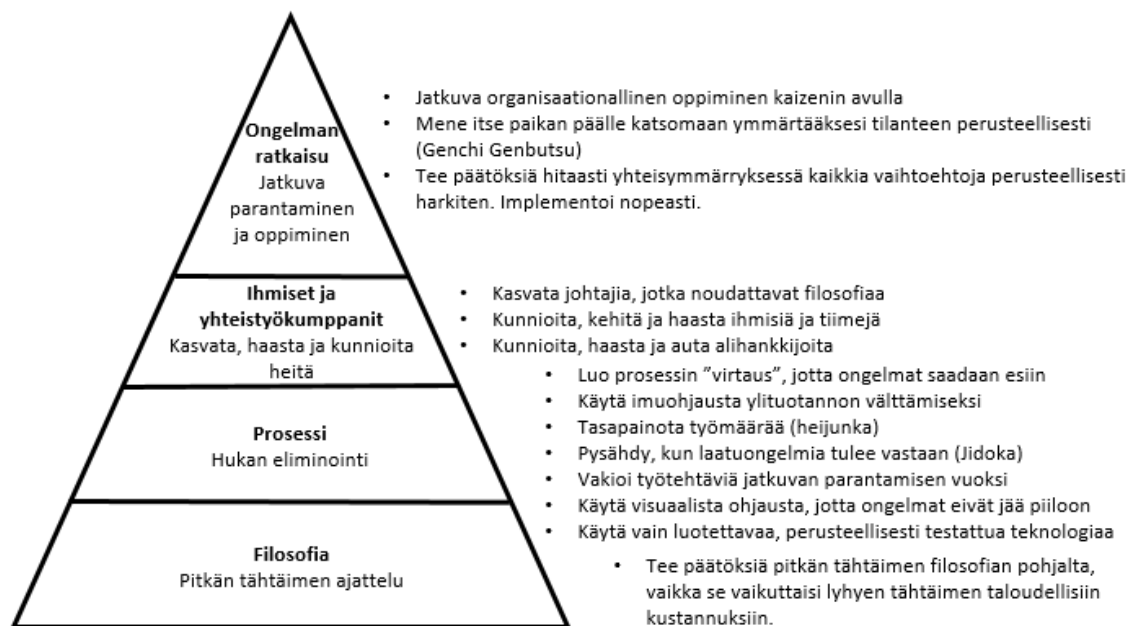 Ongelman
ratkaisu
Jatkuva
parantaminen
ja oppiminen
• Jatkuva organisaationallinen oppiminen kaizenin avulla
• Mene itse paikan päälle katsomaan ymmärtääksesi tilanteen perusteellisesti
(Genchi Genbutsu)
• Tee päätöksiä hitaasti yhteisymmärryksessä kaikkia vaihtoehtoja perusteellisesti
harkiten. Implementoi nopeasti.
Ihmiset ja
yhteistyökumppanit
Kasvata, haasta ja kunnioita
heitä
• Kasvata johtajia, jotka noudattavat filosofiaa
• Kunnioita, kehitä ja haasta ihmisiä ja tiimejä
• Kunnioita, haasta ja auta alihankkijoita
Prosessi
Hukan eliminointi
• Luo prosessin ”virtaus”, jotta ongelmat saadaan esiin
• Käytä imuohjausta ylituotannon välttämiseksi
• Tasapainota työmäärää (heijunka)
• Pysähdy, kun laatuongelmia tulee vastaan (Jidoka)
• Vakioi työtehtäviä jatkuvan parantamisen vuoksi
• Käytä visuaalista ohjausta, jotta ongelmat eivät jää piiloon
• Käytä vain luotettavaa, perusteellisesti testattua teknologiaa
Filosofia
Pitkän tähtäimen ajattelu
• Tee päätöksiä pitkän tähtäimen filosofian pohjalta,
vaikka se vaikuttaisi lyhyen tähtäimen taloudellisiin
kustannuksiin.